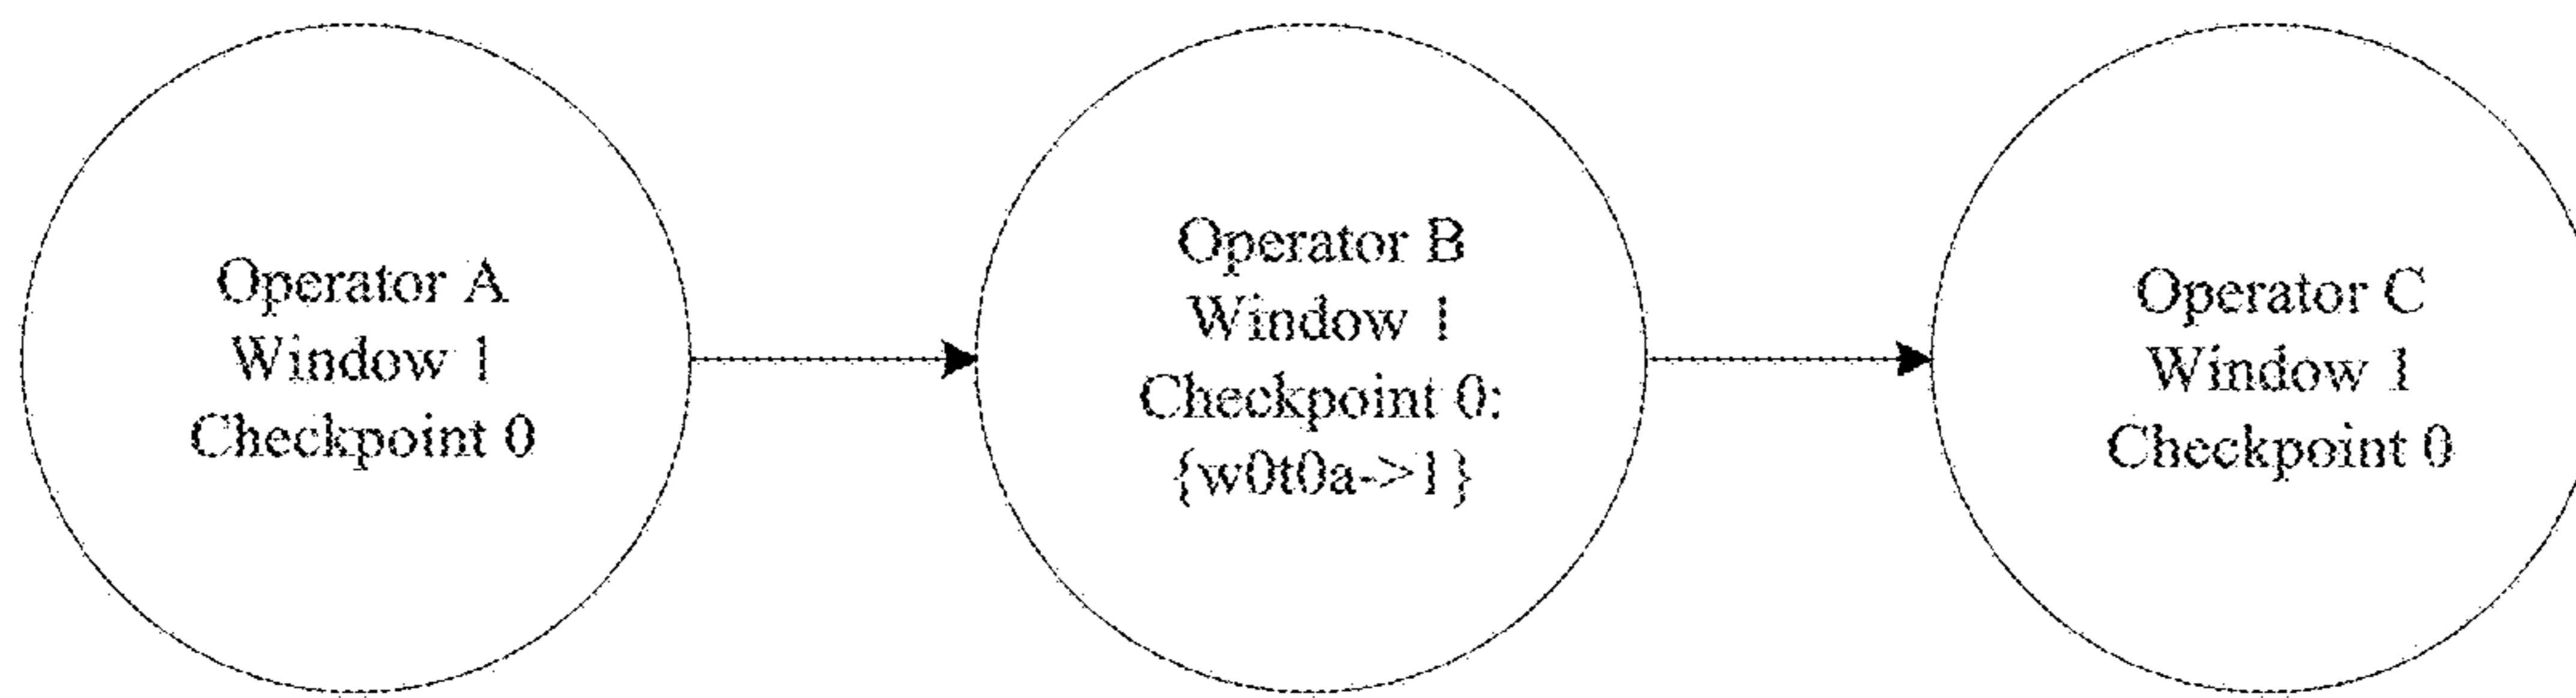 Operator A
Window 1
Checkpoint 0
Operator B
Window 1
Checkpoint 0:
{w0t0a->1}
Operator C
Window 1
Checkpoint 0